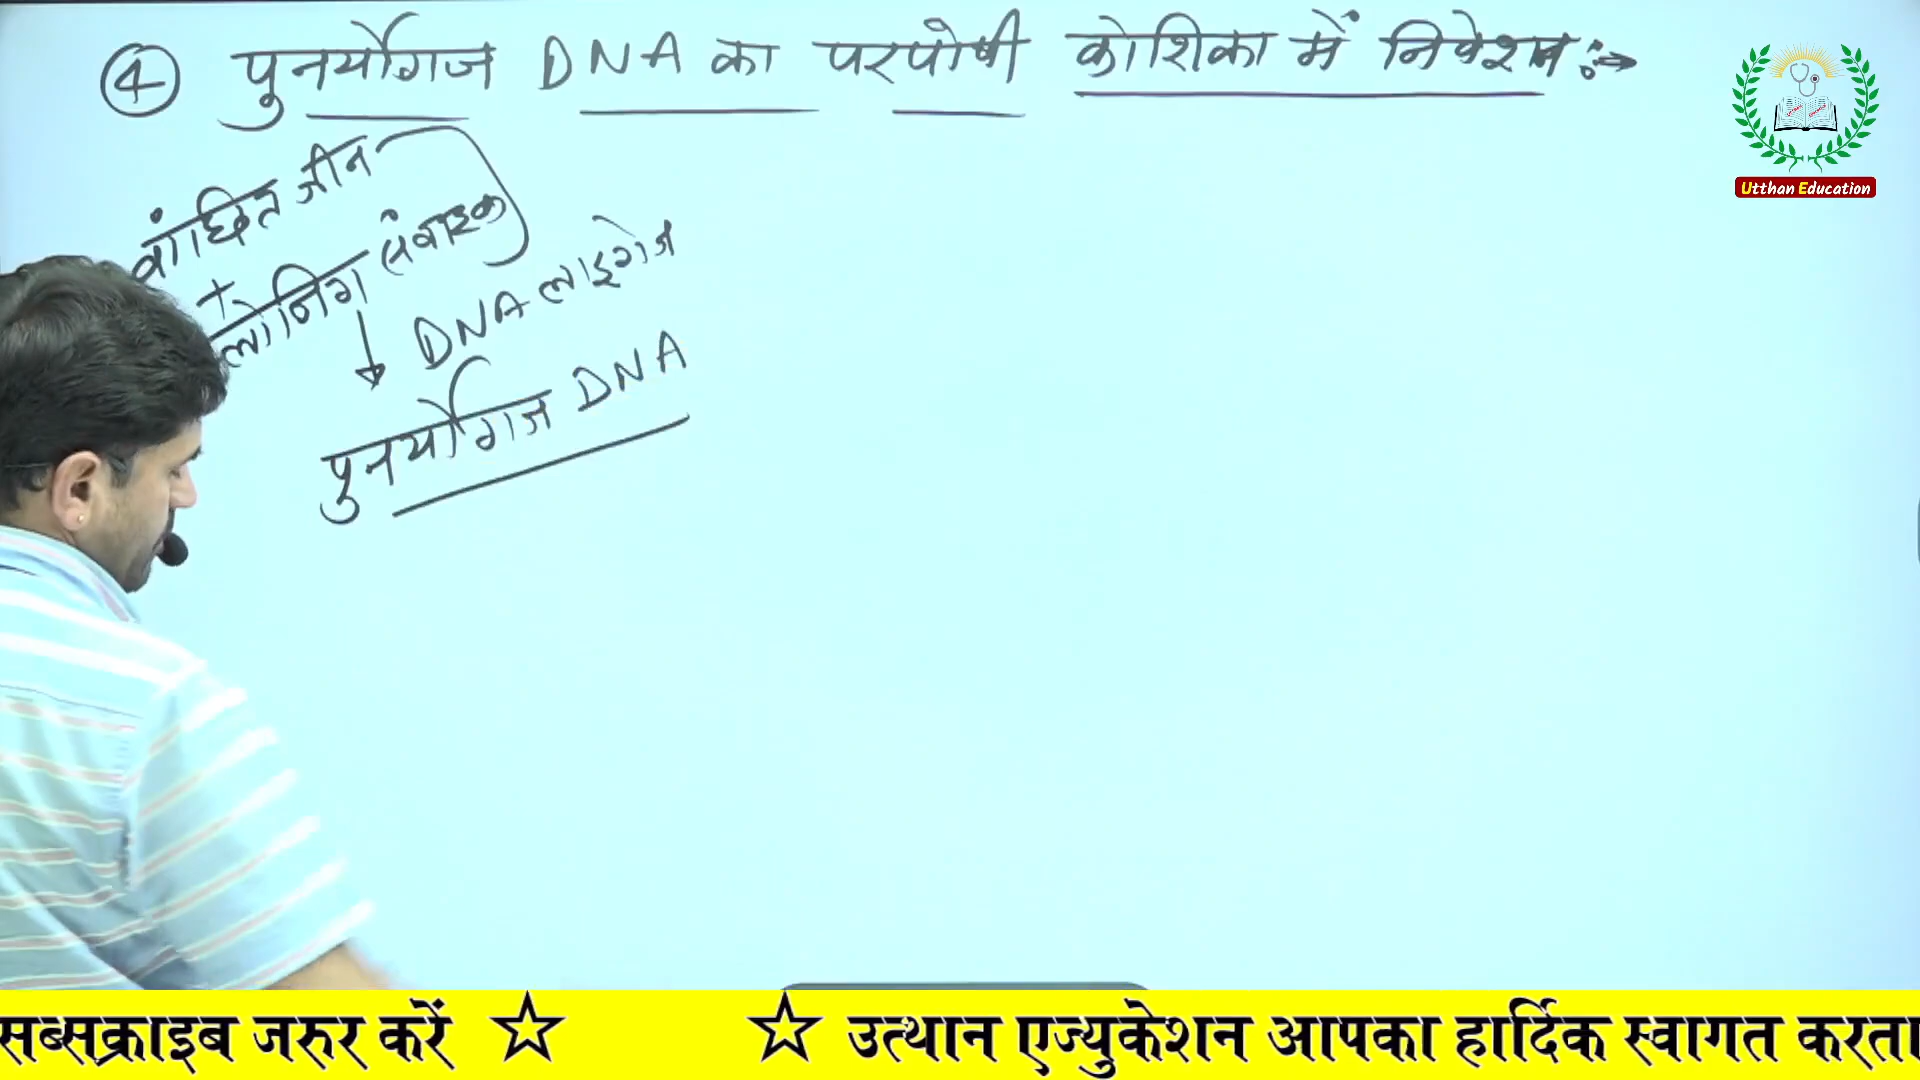 ④ पुनर्योगज DNA का परपोषी कोशिका में निवेशन :→
वांछित जीन
+
क्लोनिंग संवाहक
↓ DNA लाइगेज
पुनर्योगज DNA
Utthan Education
सब्सक्राइब जरुर करें ☆ ☆ उत्थान एज्युकेशन आपका हार्दिक स्वागत करता